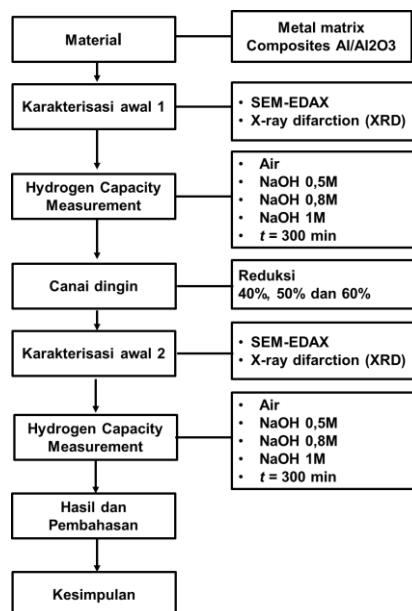 Material
Metal matrix
Composites Al/Al2O3
Karakterisasi awal 1
• SEM-EDAX
• X-ray difarction (XRD)
Hydrogen Capacity
Measurement
• Air
• NaOH 0,5M
• NaOH 0,8M
• NaOH 1M
• t = 300 min
Canai dingin
Reduksi
40%, 50% dan 60%
Karakterisasi awal 2
• SEM-EDAX
• X-ray difarction (XRD)
Hydrogen Capacity
Measurement
• Air
• NaOH 0,5M
• NaOH 0,8M
• NaOH 1M
• t = 300 min
Hasil dan
Pembahasan
Kesimpulan